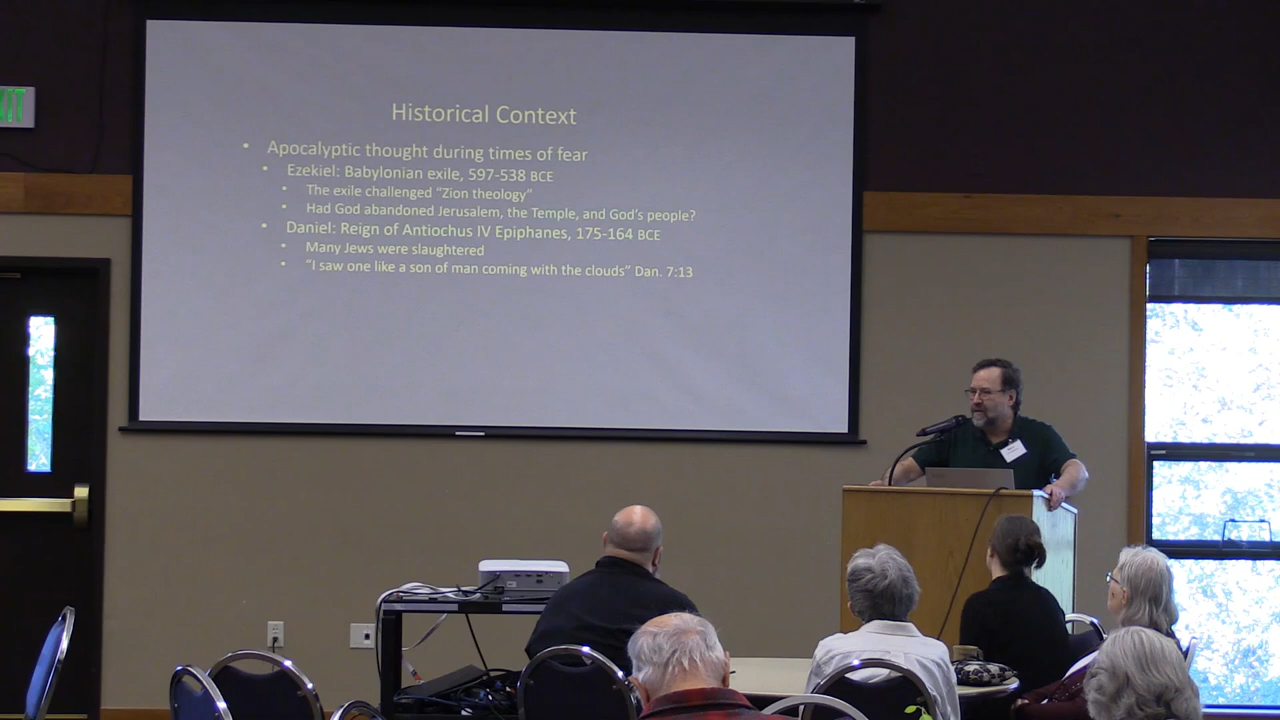 XIT
Historical Context
• Apocalyptic thought during times of fear
• Ezekiel: Babylonian exile, 597-538 BCE
• The exile challenged “Zion theology”
• Had God abandoned Jerusalem, the Temple, and God’s people?
• Daniel: Reign of Antiochus IV Epiphanes, 175-164 BCE
• Many Jews were slaughtered
• “I saw one like a son of man coming with the clouds” Dan. 7:13